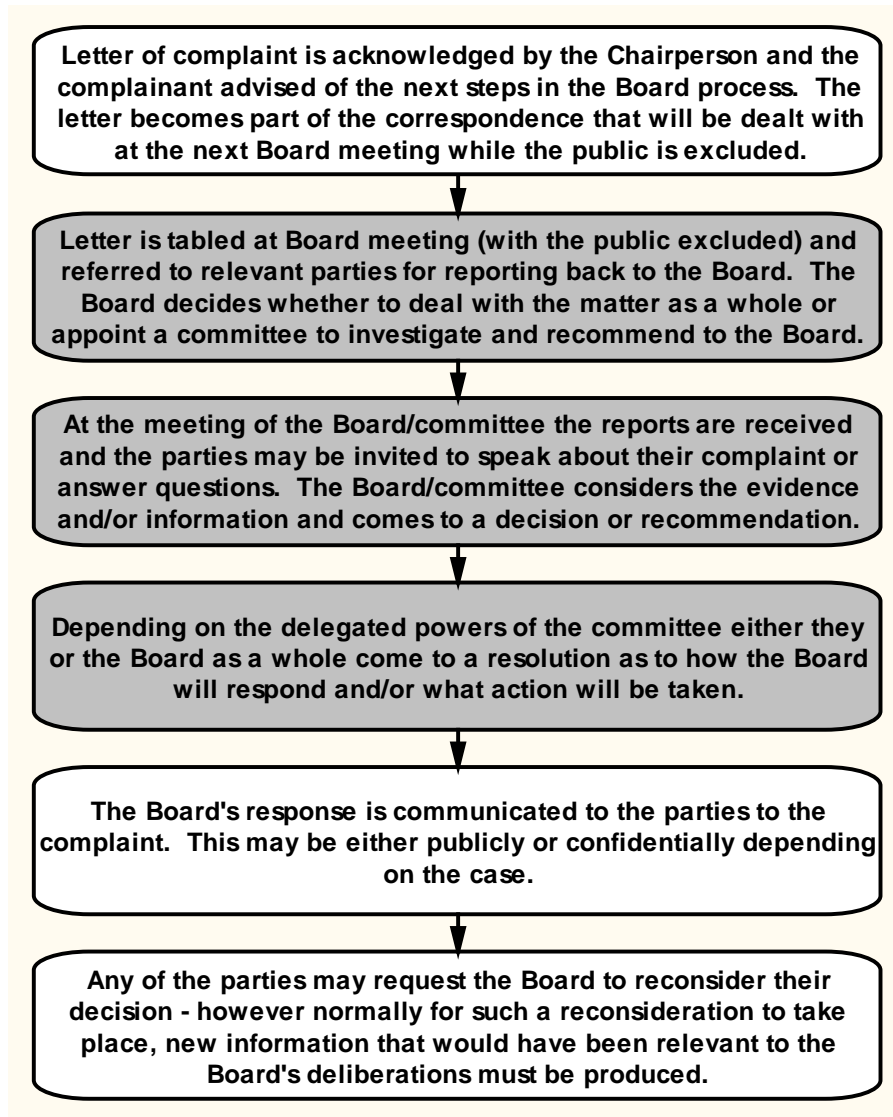 Letter of complaint is acknowledged by the Chairperson and the
complainant advised of the next steps in the Board process.  The
letter becomes part of the correspondence that will be dealt with
at the next Board meeting while the public is excluded.
Letter is tabled at Board meeting (with the public excluded) and
referred to relevant parties for reporting back to the Board.  The
Board decides whether to deal with the matter as a whole or
appoint a committee to investigate and recommend to the Board.
At the meeting of the Board/committee the reports are received
and the parties may be invited to speak about their complaint or
answer questions.  The Board/committee considers the evidence
and/or information and comes to a decision or recommendation.
Depending on the delegated powers of the committee either they
or the Board as a whole come to a resolution as to how the Board
will respond and/or what action will be taken.
The Board's response is communicated to the parties to the
complaint.  This may be either publicly or confidentially depending
on the case.
Any of the parties may request the Board to reconsider their
decision - however normally for such a reconsideration to take
place, new information that would have been relevant to the
Board's deliberations must be produced.